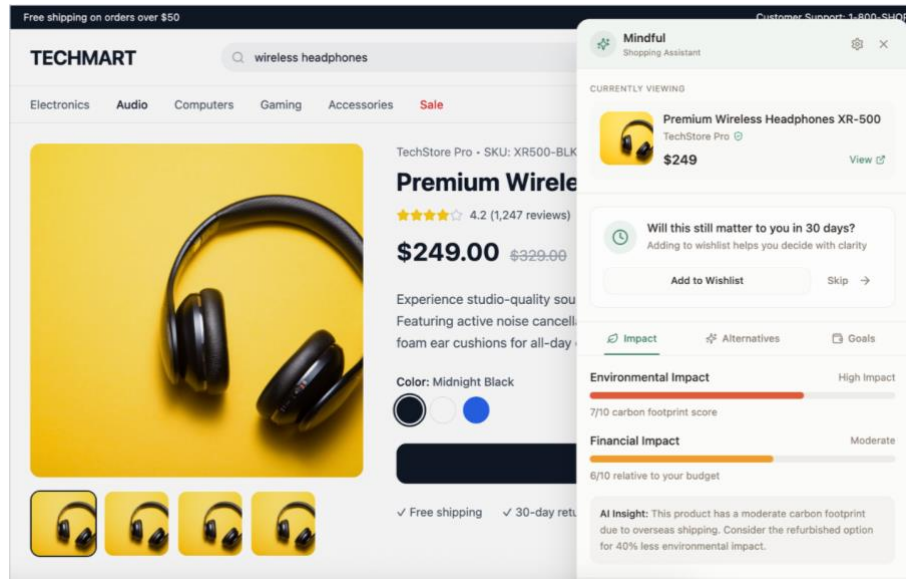 Free shipping on orders over $50
Customer Support: 1-800-SHOP
TECHMART
wireless headphones
Electronics Audio Computers Gaming Accessories Sale
TechStore Pro • SKU: XR500-BLK
Premium Wirele
4.2 (1,247 reviews)
$249.00 $329.00
Experience studio-quality sou
Featuring active noise cancell
foam ear cushions for all-day
Color: Midnight Black
✓ Free shipping ✓ 30-day retu
Mindful
Shopping Assistant
CURRENTLY VIEWING
Premium Wireless Headphones XR-500
TechStore Pro
$249 View
Will this still matter to you in 30 days?
Adding to wishlist helps you decide with clarity
Add to Wishlist Skip →
Impact Alternatives Goals
Environmental Impact High Impact
7/10 carbon footprint score
Financial Impact Moderate
6/10 relative to your budget
AI Insight: This product has a moderate carbon footprint
due to overseas shipping. Consider the refurbished option
for 40% less environmental impact.